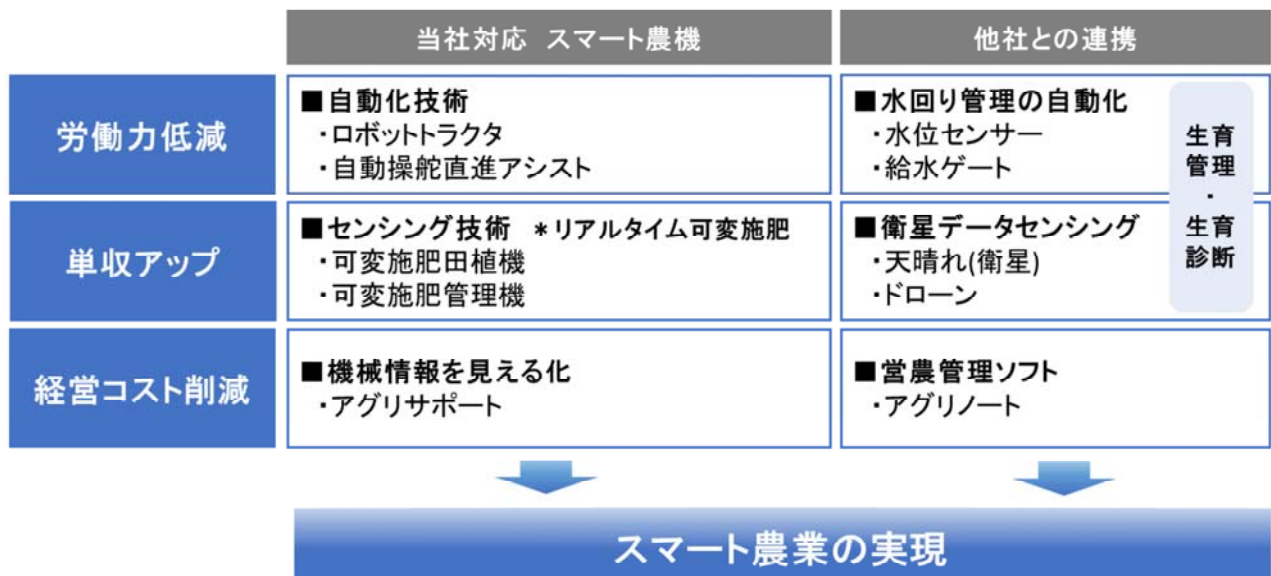 当社対応 スマート農機
他社との連携
労働力低減
■自動化技術
・ロボットトラクタ
・自動操舵直進アシスト
■水回り管理の自動化
・水位センサー
・給水ゲート
生育
管理
・
生育
診断
単収アップ
■センシング技術 *リアルタイム可変施肥
・可変施肥田植機
・可変施肥管理機
■衛星データセンシング
・天晴れ(衛星)
・ドローン
経営コスト削減
■機械情報を見える化
・アグリサポート
■営農管理ソフト
・アグリノート
スマート農業の実現